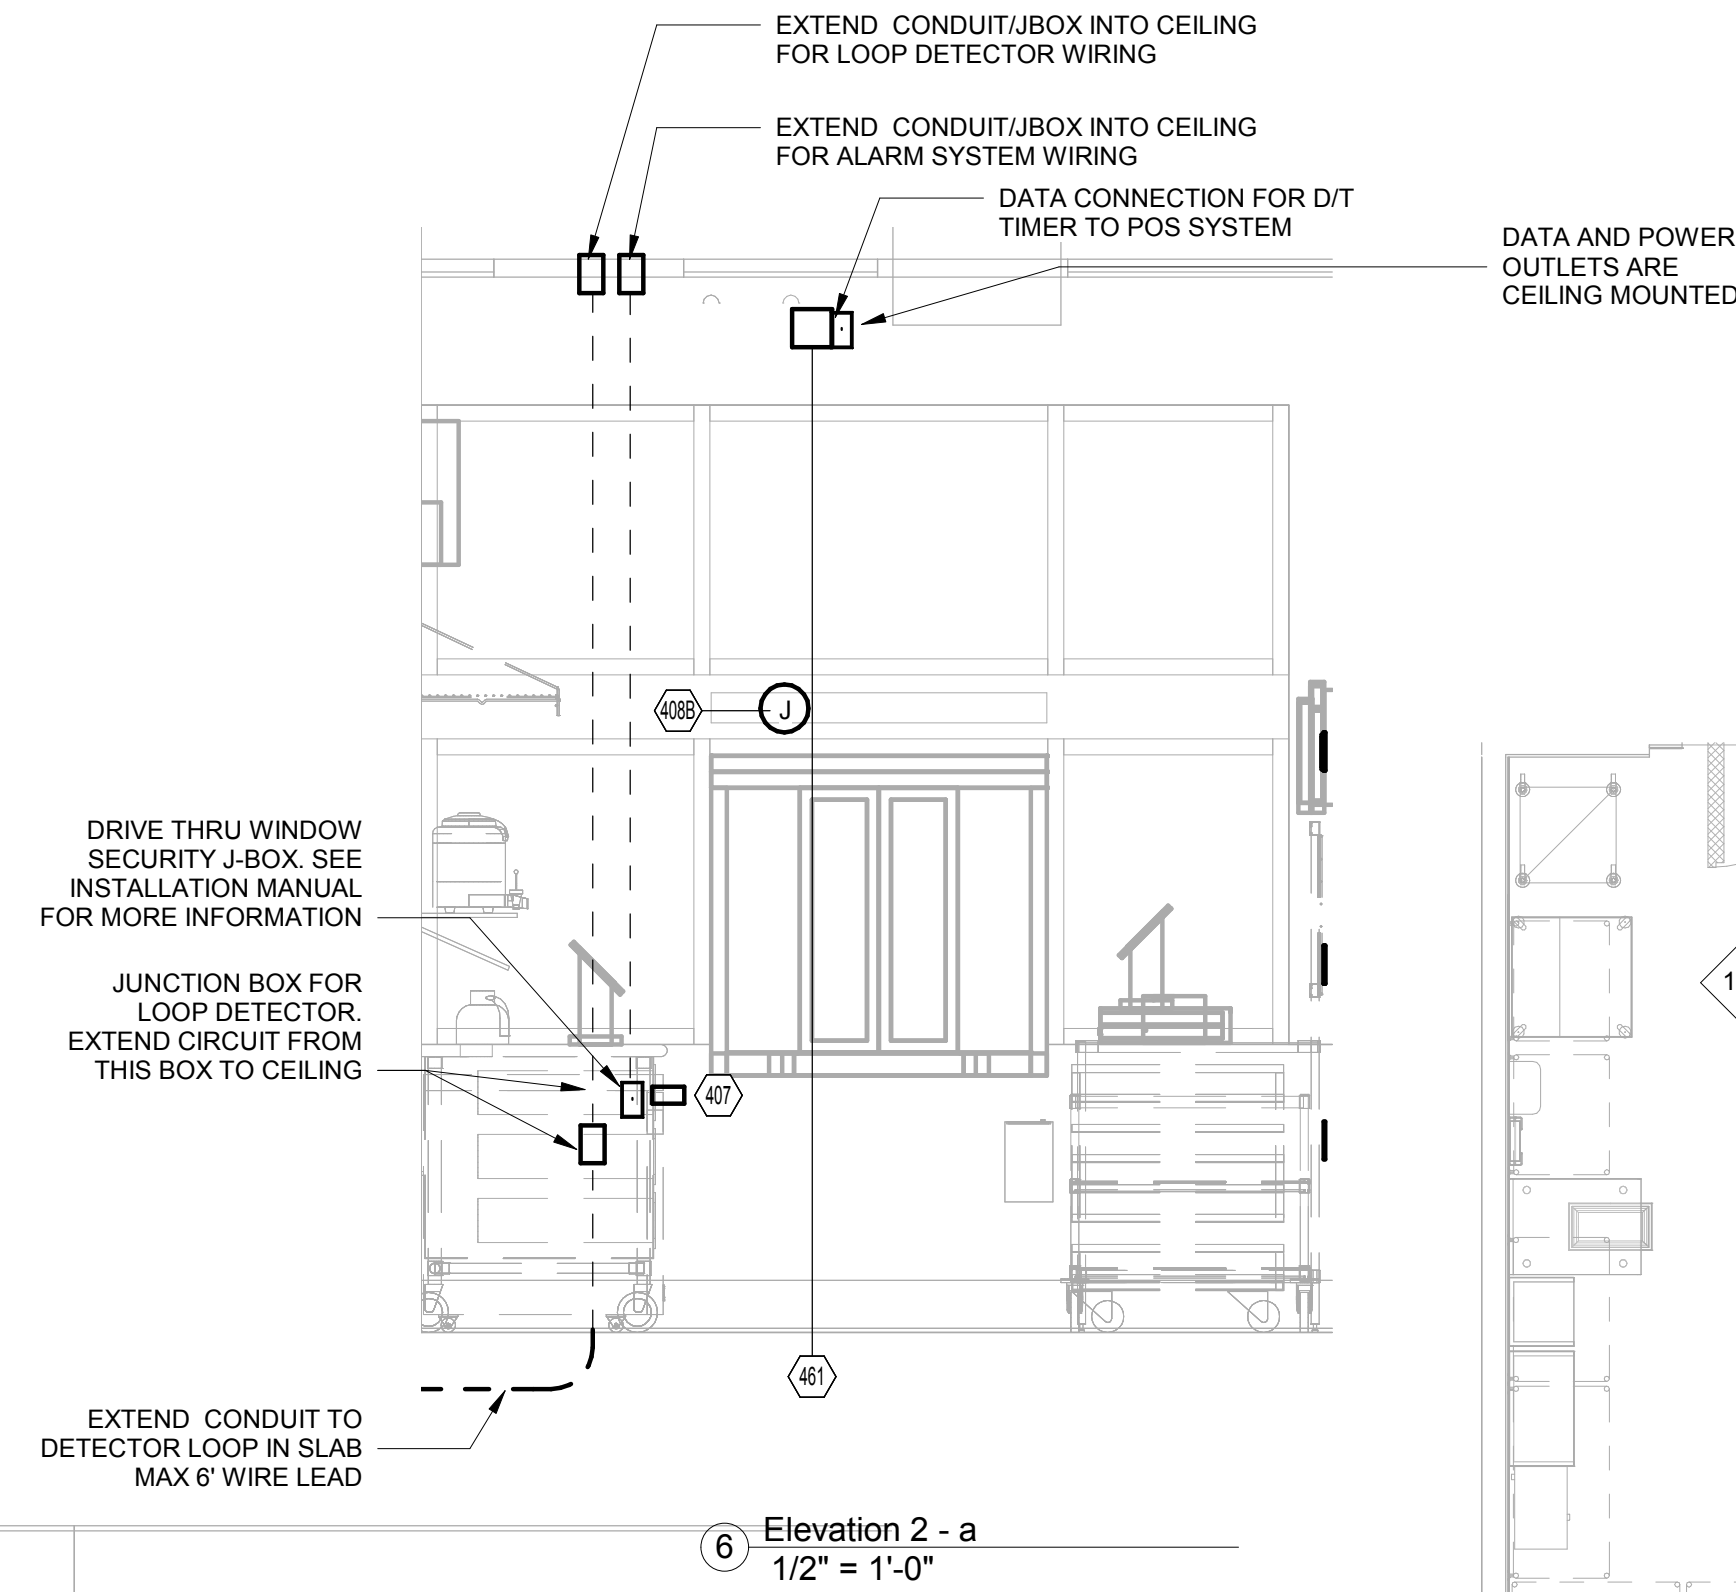 EXTEND CONDUIT/JBOX INTO CEILING
FOR LOOP DETECTOR WIRING
EXTEND CONDUIT/JBOX INTO CEILING
FOR ALARM SYSTEM WIRING
DATA CONNECTION FOR D/T
TIMER TO POS SYSTEM
DATA AND POWER
OUTLETS ARE
CEILING MOUNTED
408B
J
DRIVE THRU WINDOW
SECURITY J-BOX. SEE
INSTALLATION MANUAL
FOR MORE INFORMATION
JUNCTION BOX FOR
LOOP DETECTOR.
EXTEND CIRCUIT FROM
THIS BOX TO CEILING
407
1
461
EXTEND CONDUIT TO
DETECTOR LOOP IN SLAB
MAX 6' WIRE LEAD
6
Elevation 2 - a
1/2" = 1'-0"